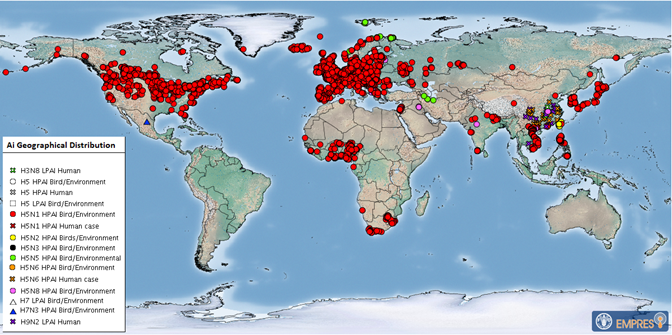 Ai Geographical Distribution
H3N8 LPAI Human
H5 HPAI Bird/Environment
H5 HPAI Human
H5 LPAI Bird/Environment
H5N1 HPAI Bird/Environment
H5N1 HPAI Human case
H5N2 HPAI Birds/Environment
H5N3 HPAI Bird/Environment
H5N5 HPAI Bird/Environmental
H5N6 HPAI Bird/Environment
H5N6 HPAI Human case
H5N8 HPAI Bird/Environment
H7 LPAI Bird/Environment
H7N3 HPAI Bird/Environment
H9N2 LPAI Human
EMPRES